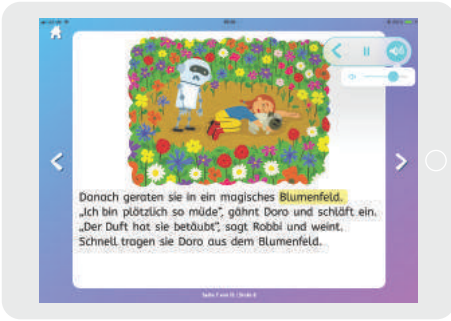 Danach geraten sie in ein magisches Blumenfeld.
„Ich bin plötzlich so müde“, gähnt Doro und schläft ein.
„Der Duft hat sie betäubt“, sagt Robbi und weint.
Schnell tragen sie Doro aus dem Blumenfeld.